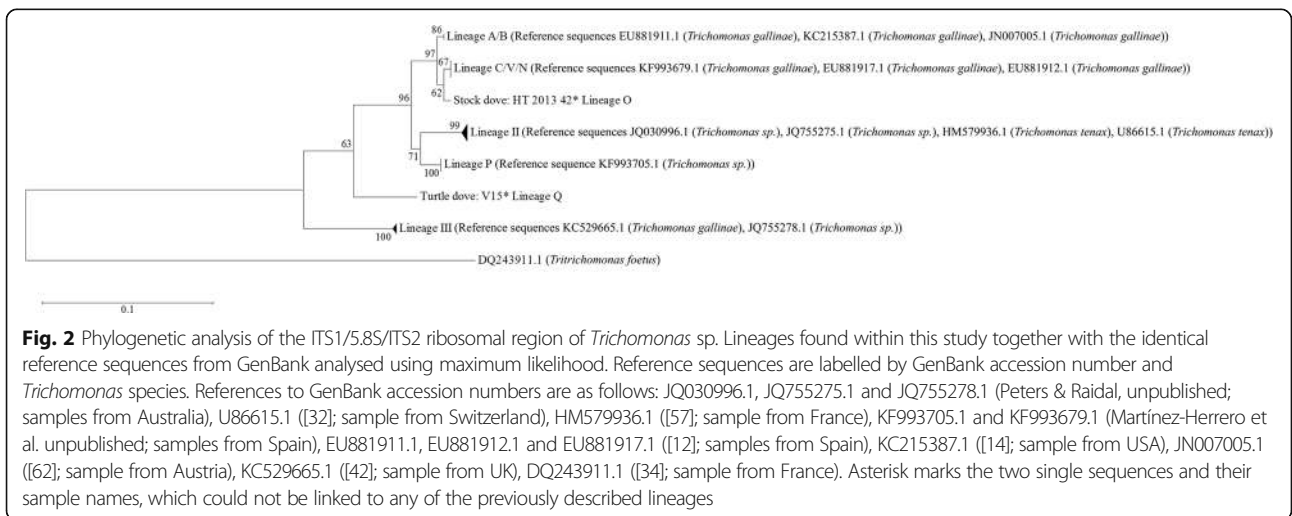 86
Lineage A/B (Reference sequences EU881911.1 (Trichomonas gallinae), KC215387.1 (Trichomonas gallinae), JN007005.1 (Trichomonas gallinae))
97
67
Lineage C/V/N (Reference sequences KF993679.1 (Trichomonas gallinae), EU881917.1 (Trichomonas gallinae), EU881912.1 (Trichomonas gallinae))
62
Stock dove: HT 2013 42* Lineage O
96
99
Lineage II (Reference sequences JQ030996.1 (Trichomonas sp.), JQ755275.1 (Trichomonas sp.), HM579936.1 (Trichomonas tenax), U86615.1 (Trichomonas tenax))
63
71
Lineage P (Reference sequence KF993705.1 (Trichomonas sp.))
100
Turtle dove: V15* Lineage Q
Lineage III (Reference sequences KC529665.1 (Trichomonas gallinae), JQ755278.1 (Trichomonas sp.))
100
DQ243911.1 (Tritrichomonas foetus)
0.1
Fig. 2 Phylogenetic analysis of the ITS1/5.8S/ITS2 ribosomal region of Trichomonas sp. Lineages found within this study together with the identical
reference sequences from GenBank analysed using maximum likelihood. Reference sequences are labelled by GenBank accession number and
Trichomonas species. References to GenBank accession numbers are as follows: JQ030996.1, JQ755275.1 and JQ755278.1 (Peters & Raidal, unpublished;
samples from Australia), U86615.1 ([32]; sample from Switzerland), HM579936.1 ([57]; sample from France), KF993705.1 and KF993679.1 (Martínez-Herrero et
al. unpublished; samples from Spain), EU881911.1, EU881912.1 and EU881917.1 ([12]; samples from Spain), KC215387.1 ([14]; sample from USA), JN007005.1
([62]; sample from Austria), KC529665.1 ([42]; sample from UK), DQ243911.1 ([34]; sample from France). Asterisk marks the two single sequences and their
sample names, which could not be linked to any of the previously described lineages